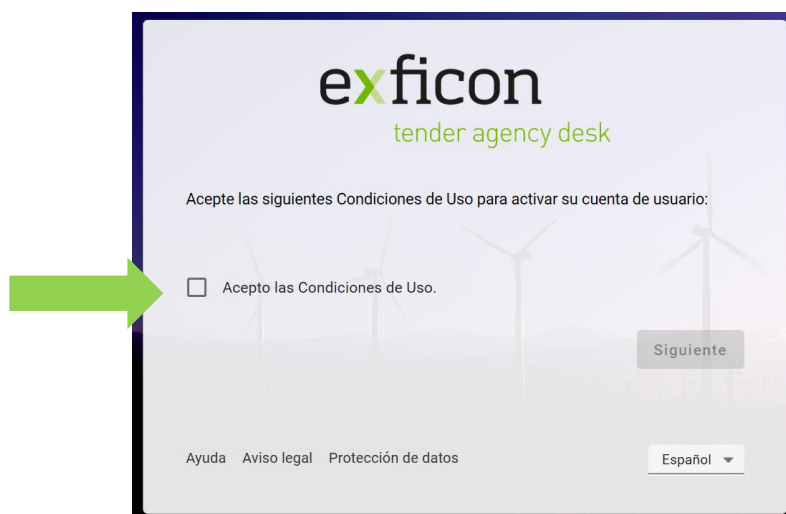 exficon
tender agency desk
Acepte las siguientes Condiciones de Uso para activar su cuenta de usuario:
Acepto las Condiciones de Uso.
Siguiente
Ayuda Aviso legal Protección de datos Español